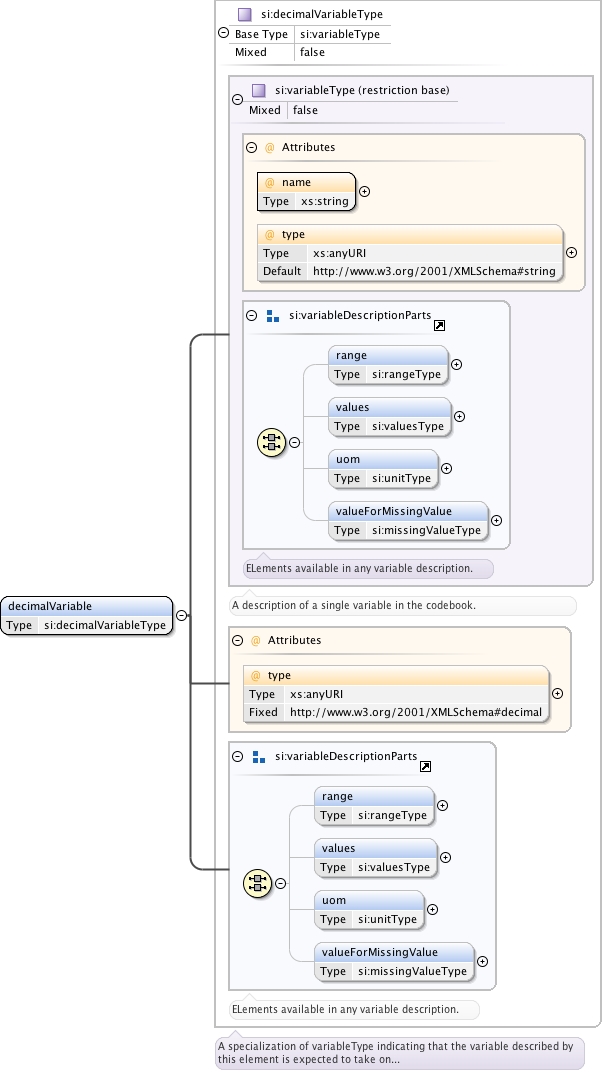 si:decimalVariableType
Base Type si:variableType
Mixed false
si:variableType (restriction base)
Mixed false
@ Attributes
@ name
Type xs:string
@ type
Type xs:anyURI
Default http://www.w3.org/2001/XMLSchema#string
si:variableDescriptionParts
range
Type si:rangeType
values
Type si:valuesType
uom
Type si:unitType
valueForMissingValue
Type si:missingValueType
ELements available in any variable description.
A description of a single variable in the codebook.
decimalVariable
Type si:decimalVariableType
@ Attributes
@ type
Type xs:anyURI
Fixed http://www.w3.org/2001/XMLSchema#decimal
si:variableDescriptionParts
range
Type si:rangeType
values
Type si:valuesType
uom
Type si:unitType
valueForMissingValue
Type si:missingValueType
ELements available in any variable description.
A specialization of variableType indicating that the variable described by
this element is expected to take on...